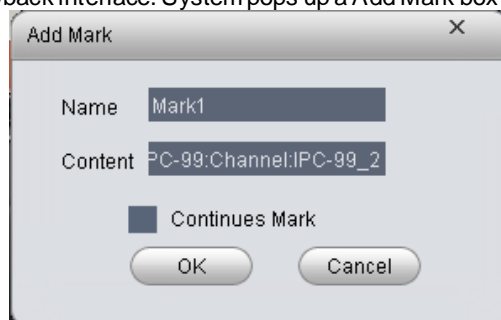 back interface. System pops up a Add Mark box
Add Mark
Name Mark1
Content PC-99:Channel:IPC-99_2
Continues Mark
OK Cancel